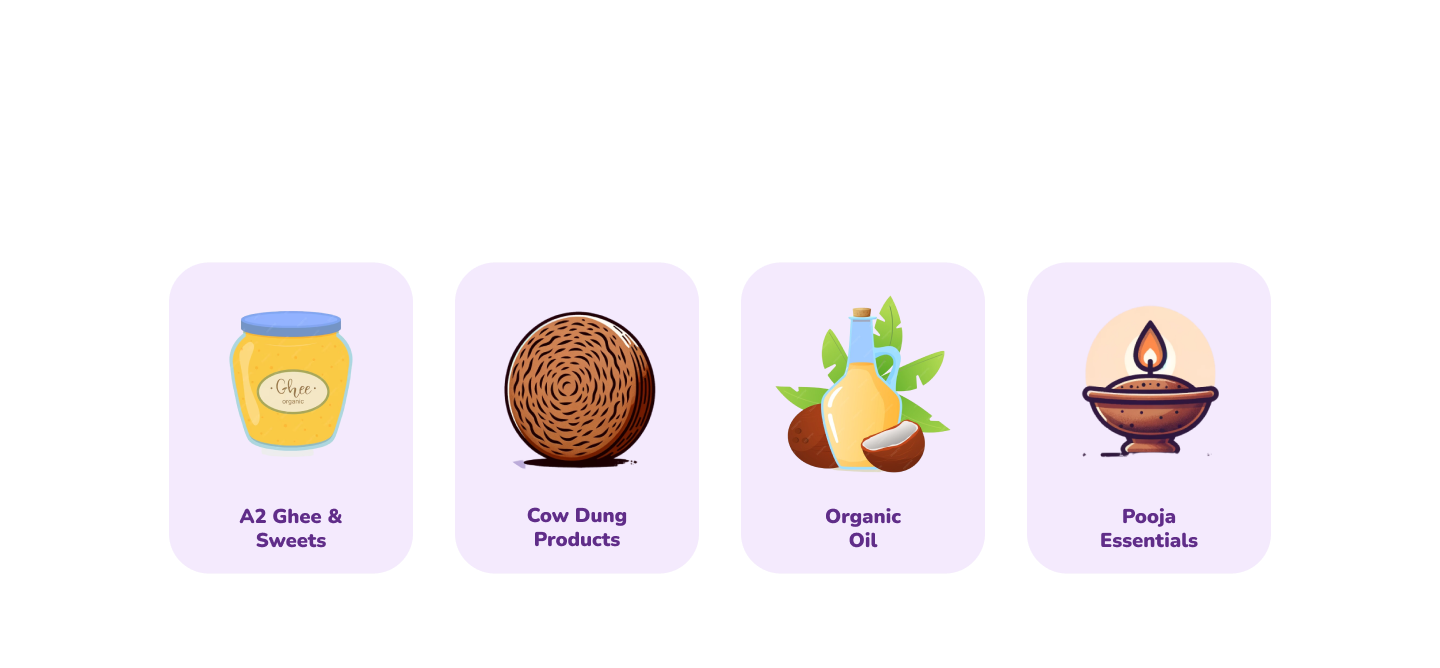 Ghee
organic
A2 Ghee &
Sweets
Cow Dung
Products
Organic
Oil
Pooja
Essentials